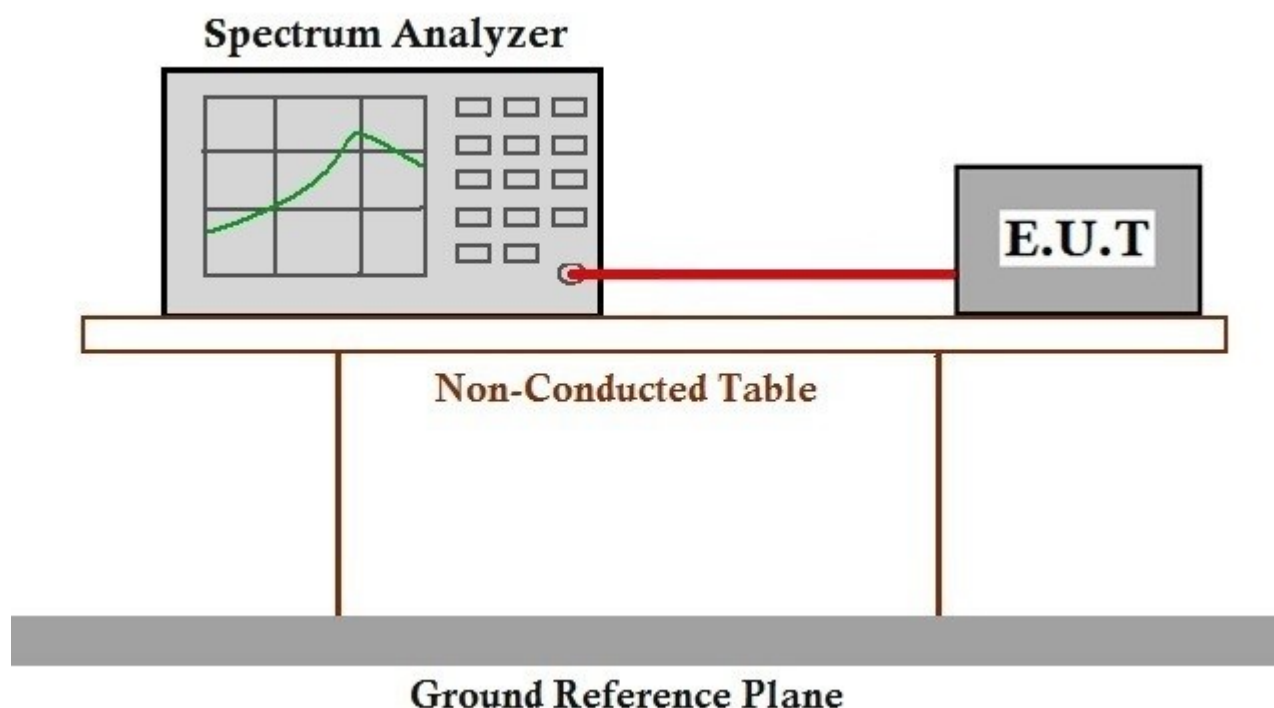 Spectrum Analyzer
E.U.T
Non-Conducted Table
Ground Reference Plane